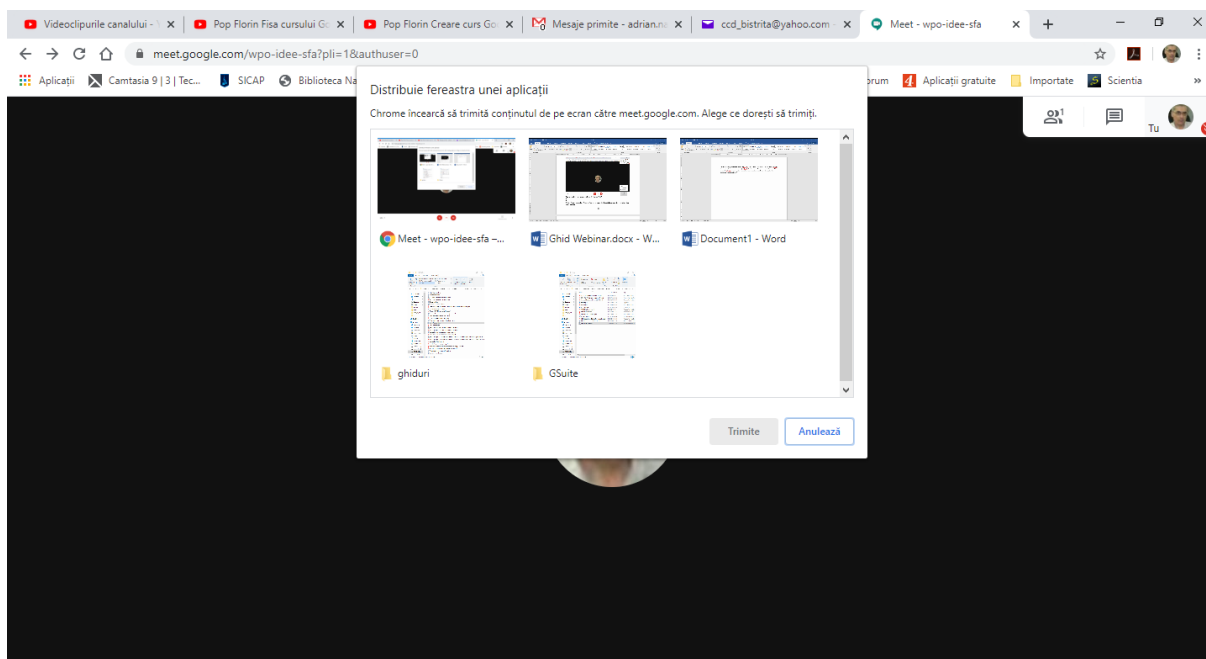 Videoclipurile canalului -
Pop Florin Fisa cursului Go
Pop Florin Creare curs Go
Mesaje primite - adrian.n
ccd_bistrita@yahoo.com -
Meet - wpo-idee-sfa
meet.google.com/wpo-idee-sfa?pli=1&authuser=0
Aplicații
Camtasia 9 | 3 | Tec...
SICAP
Biblioteca Na
orum
Aplicații gratuite
Importate
Scientia
»
Distribuie fereastra unei aplicații
Chrome încearcă să trimită conținutul de pe ecran către meet.google.com. Alege ce dorești să trimiți.
1
Tu
Meet - wpo-idee-sfa –...
Ghid Webinar.docx - W...
Document1 - Word
ghiduri
GSuite
Trimite
Anulează